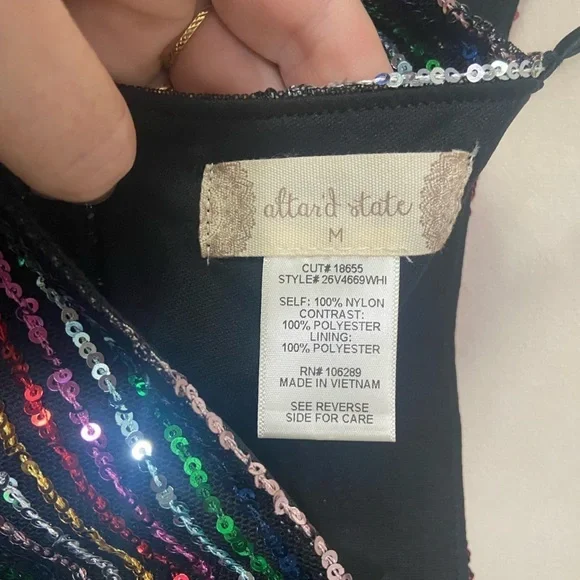 altar'd state
M
CUT# 18655
STYLE# 26V4669WHI
SELF: 100% NYLON
CONTRAST:
100% POLYESTER
LINING:
100% POLYESTER
RN# 106289
MADE IN VIETNAM
SEE REVERSE
SIDE FOR CARE